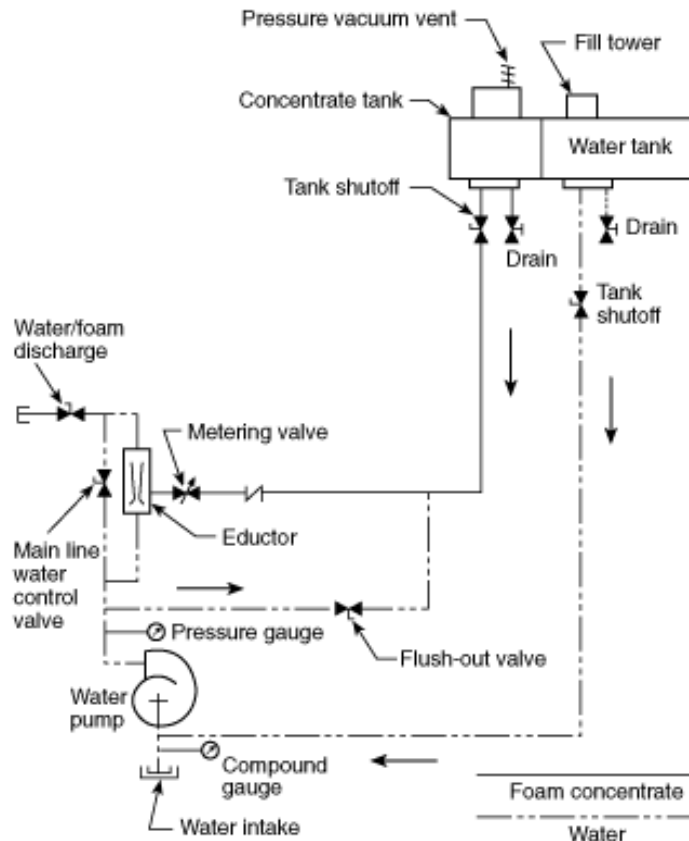 Pressure vacuum vent
Fill tower
Concentrate tank
Water tank
Tank shutoff
Drain
Drain
Tank
shutoff
Water/foam
discharge
Metering valve
Eductor
Main line
water
control
valve
Pressure gauge
Flush-out valve
Water
pump
Compound
gauge
Water intake
Foam concentrate
Water